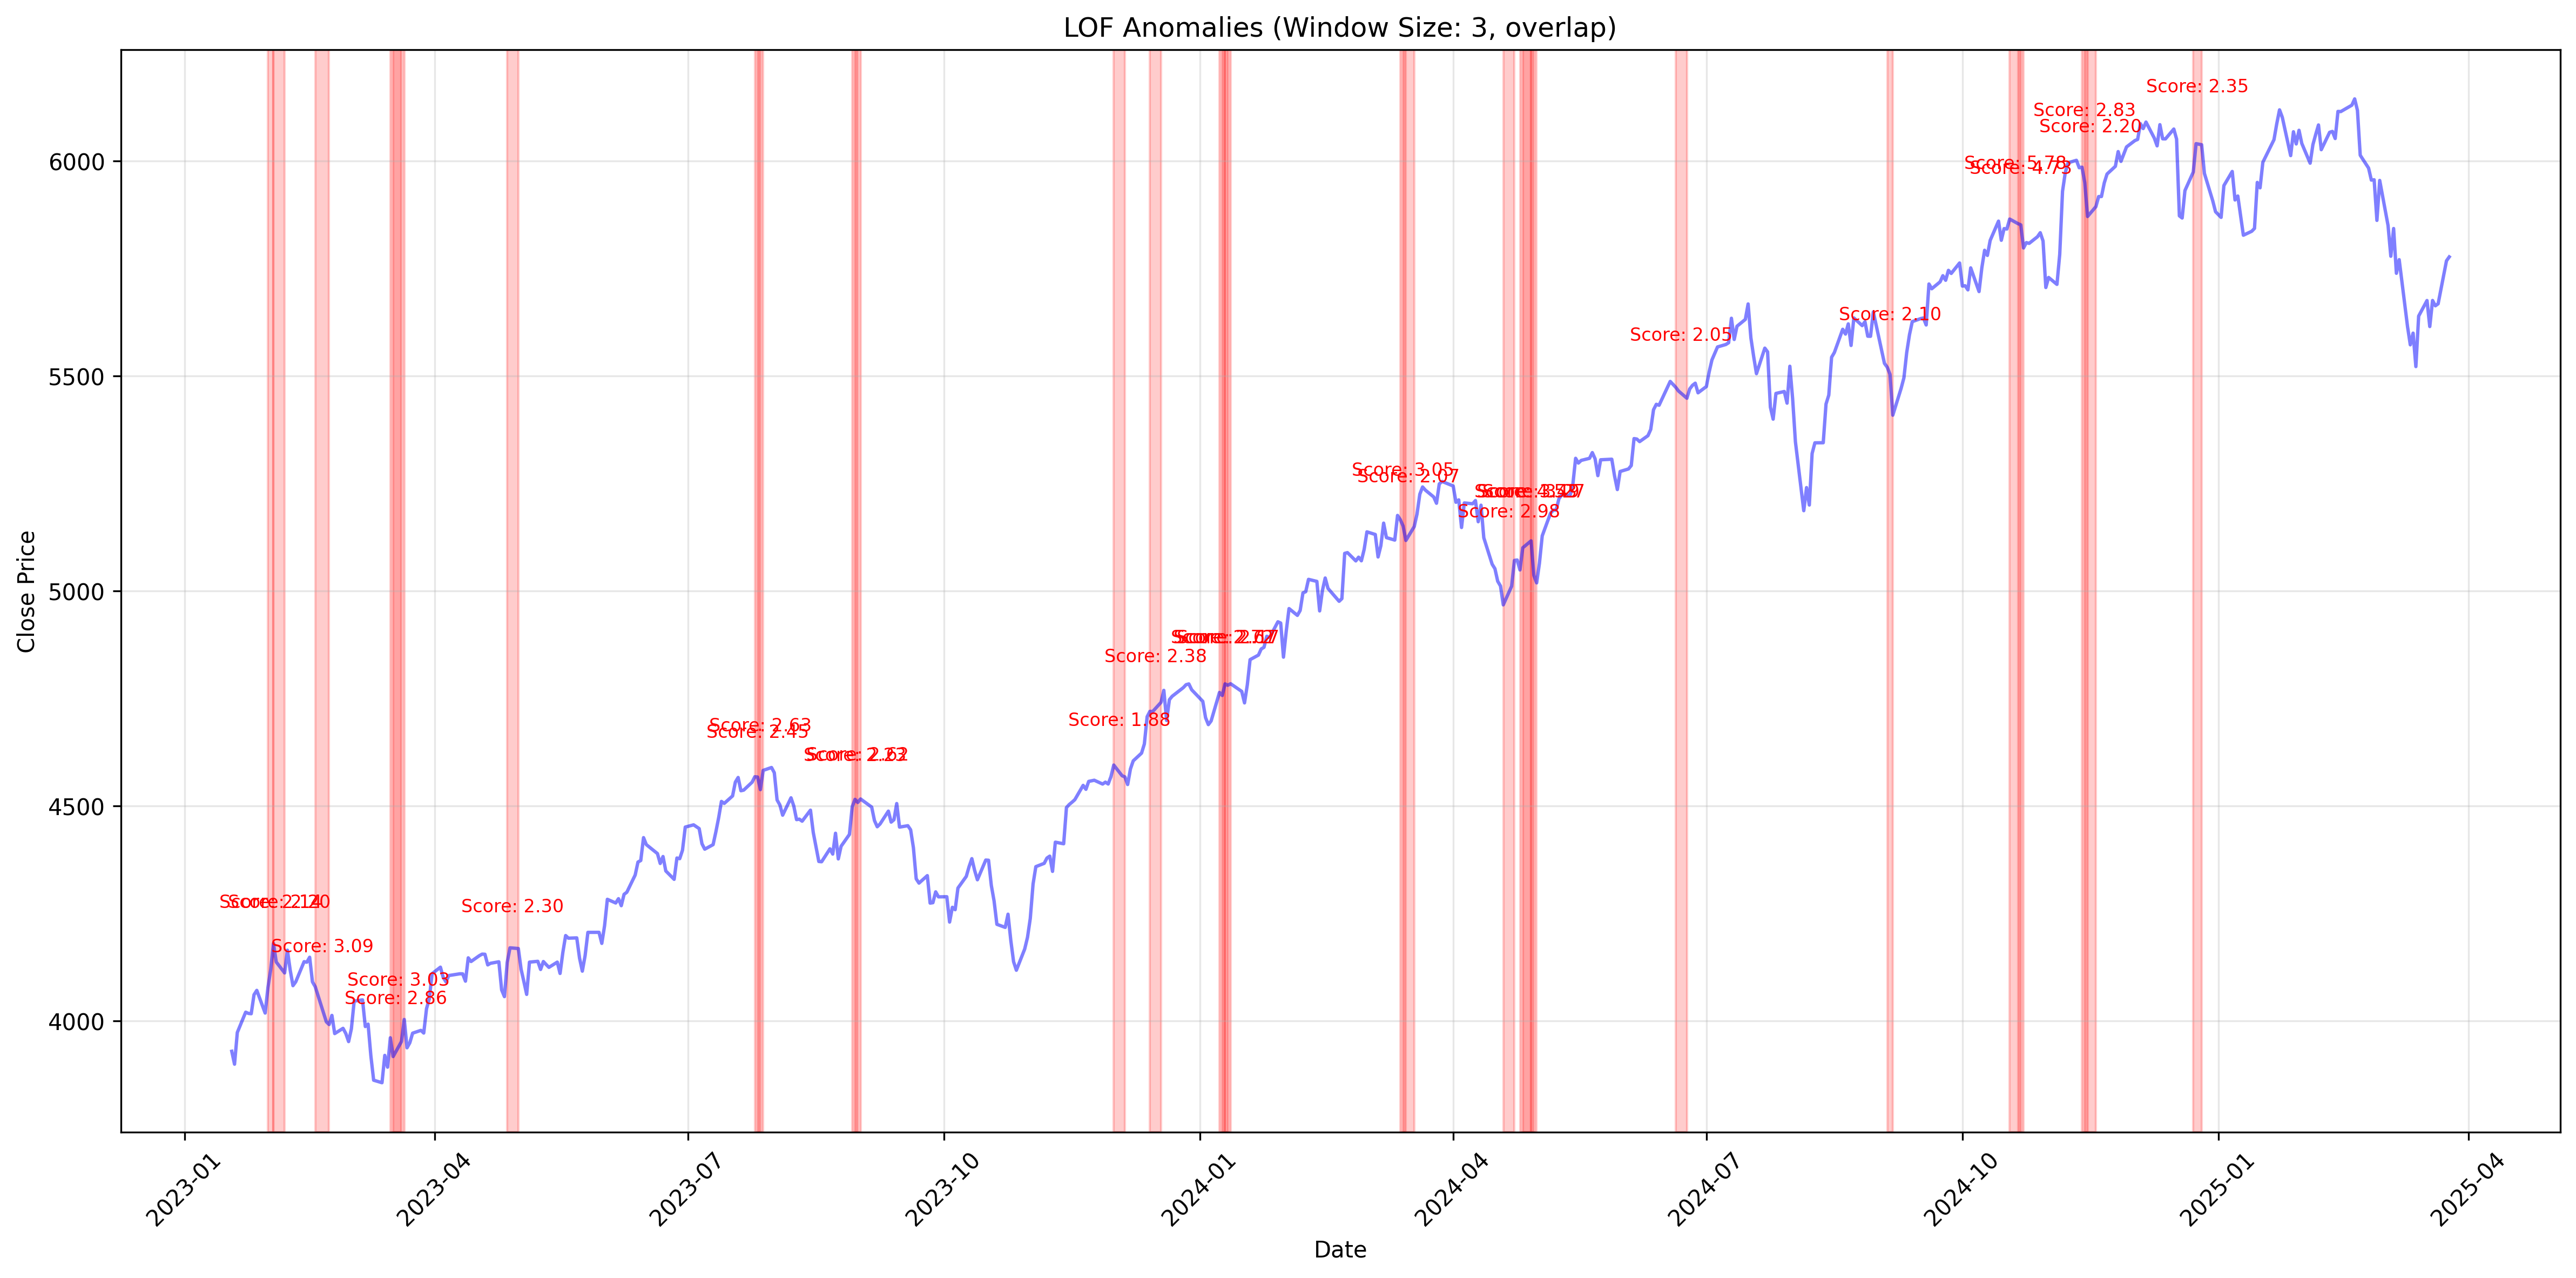 LOF Anomalies (Window Size: 3, overlap)
Score: 2.35
Score: 2.83
Score: 2.20
Score: 5.78
Score: 4.73
Score: 2.10
Score: 2.05
Score: 3.05
Score: 2.07
Score: 2.98
Score: 2.38
Score: 1.88
Score: 2.63
Score: 2.45
Score: 2.30
Score: 3.09
Score: 3.03
Score: 2.86
Close Price
6000
5500
5000
4500
4000
2023-01
2023-04
2023-07
2023-10
2024-01
2024-04
2024-07
2024-10
2025-01
2025-04
Date